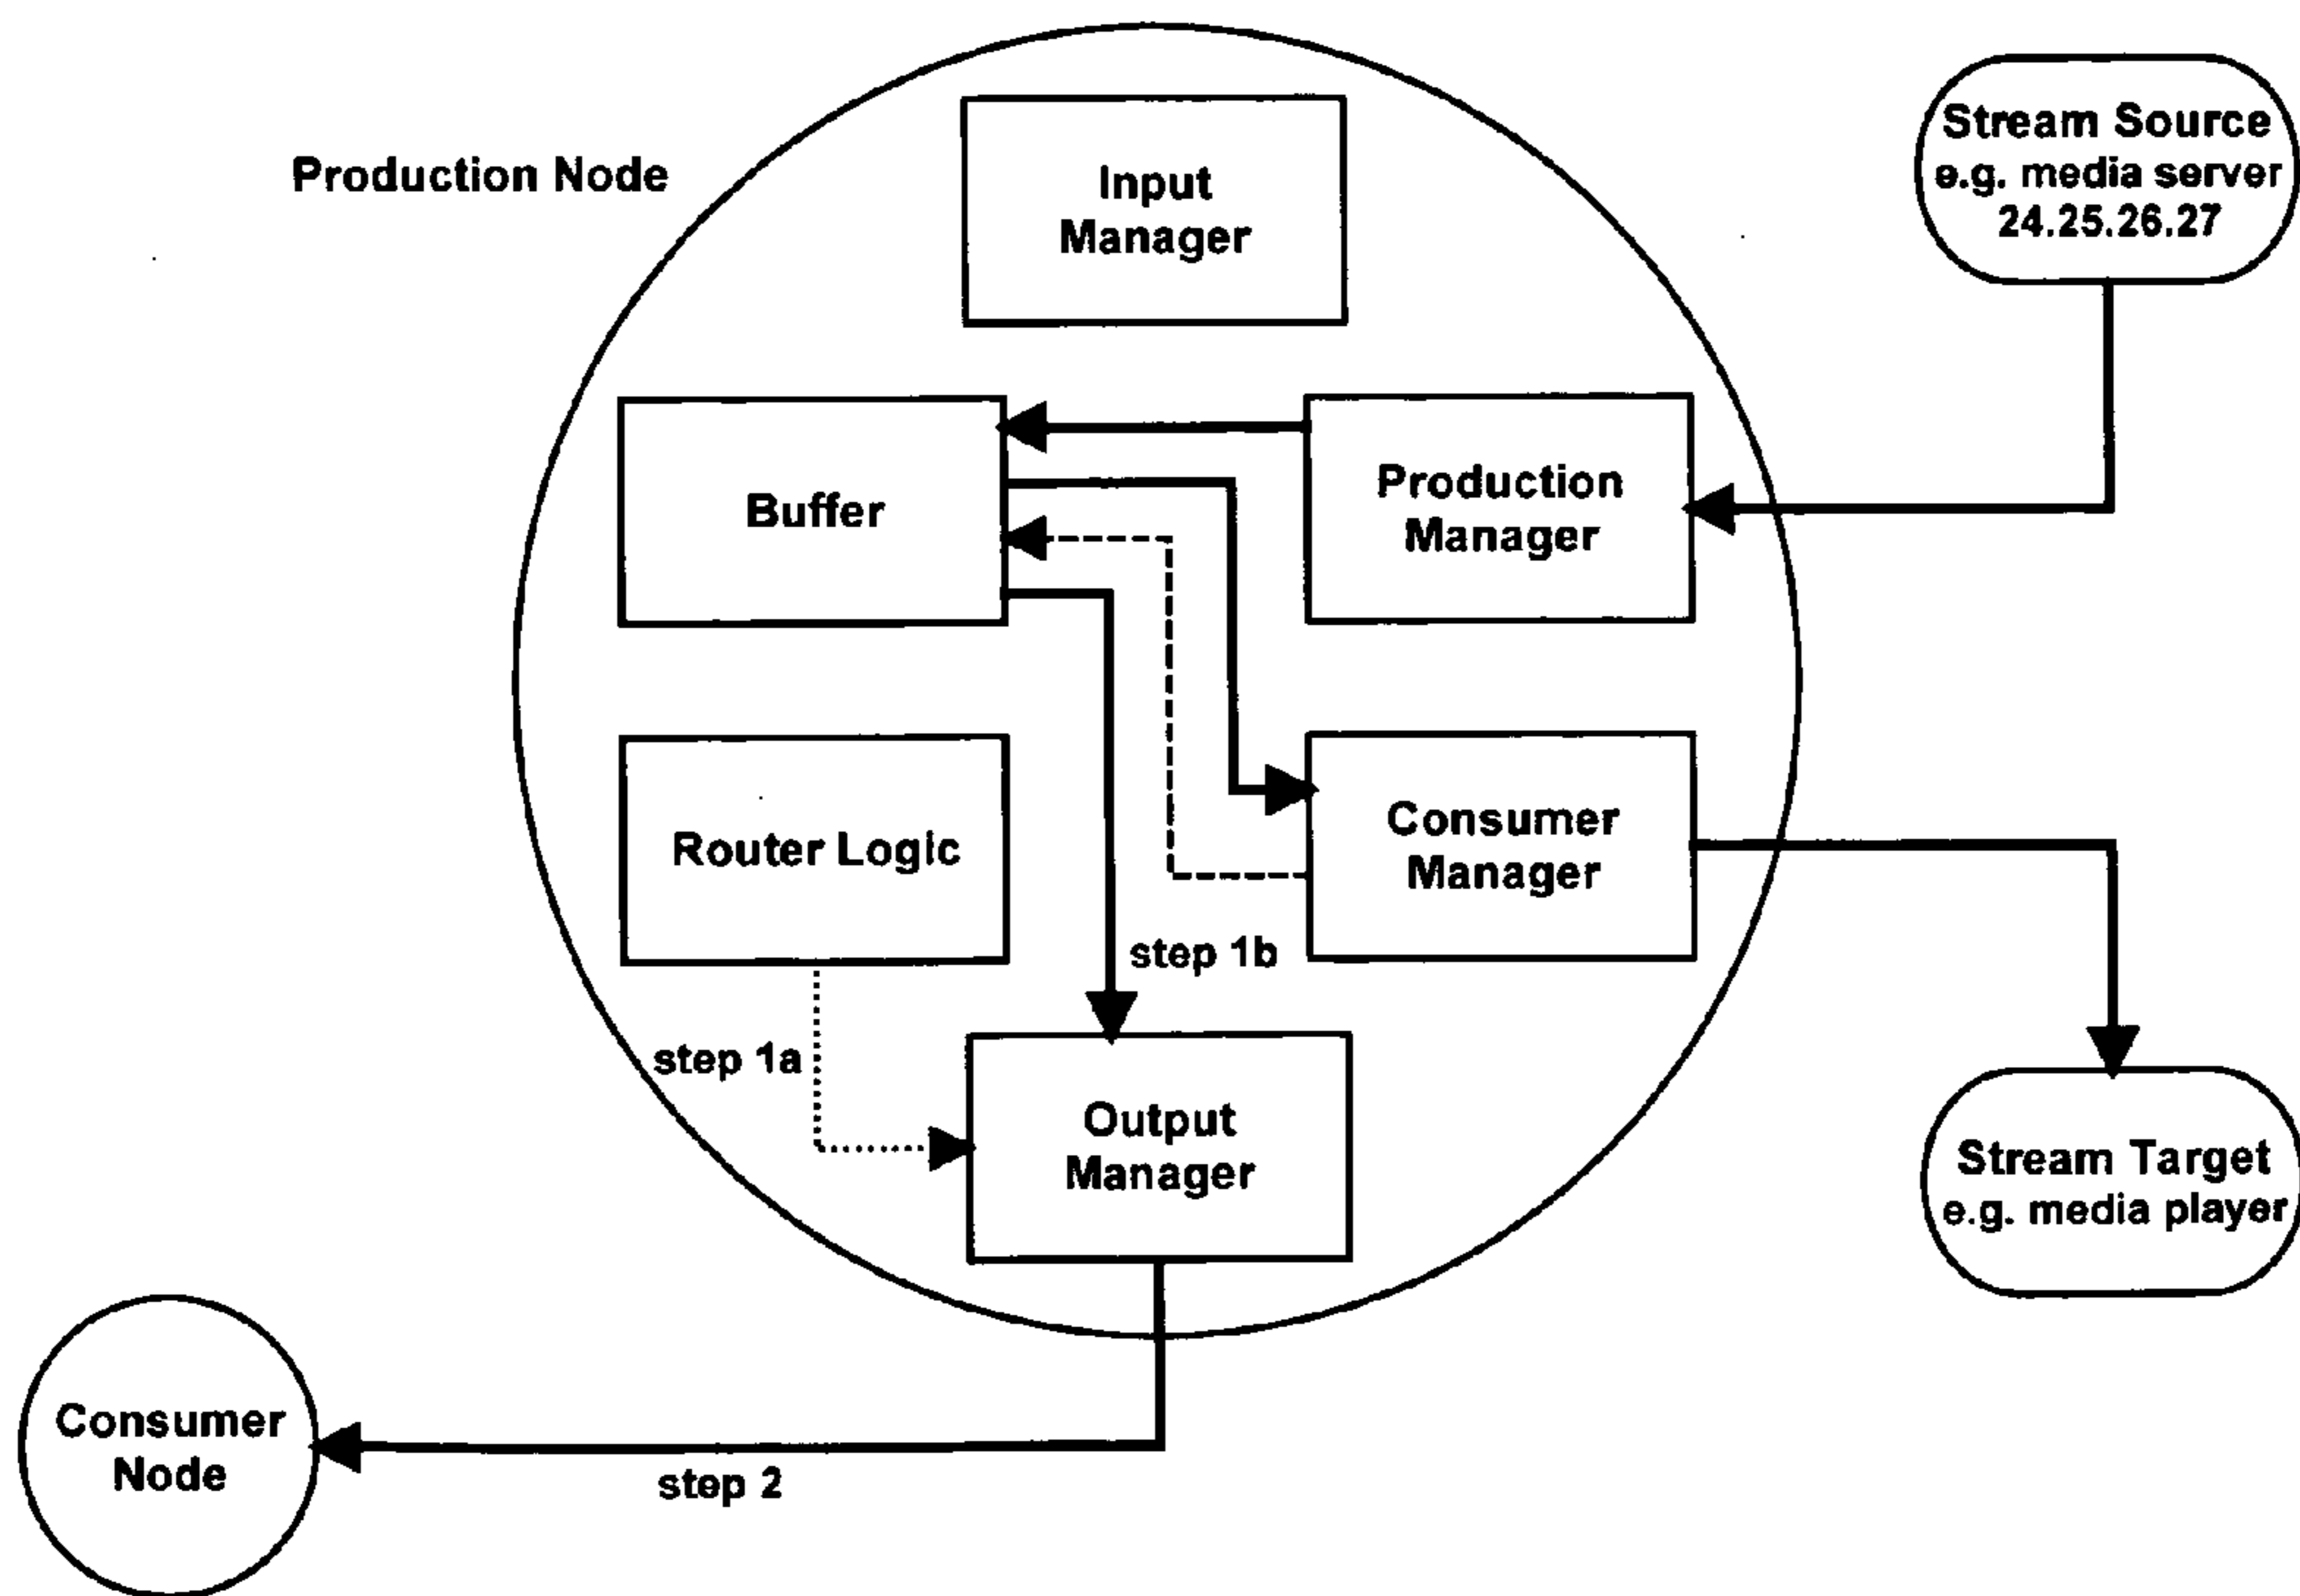 Production Node
Input
Manager
Stream Source
e.g. media server
24.25.26.27
Buffer
Production
Manager
Router Logic
Consumer
Manager
step 1b
step 1a
Output
Manager
Stream Target
e.g. media player
Consumer
Node
step 2